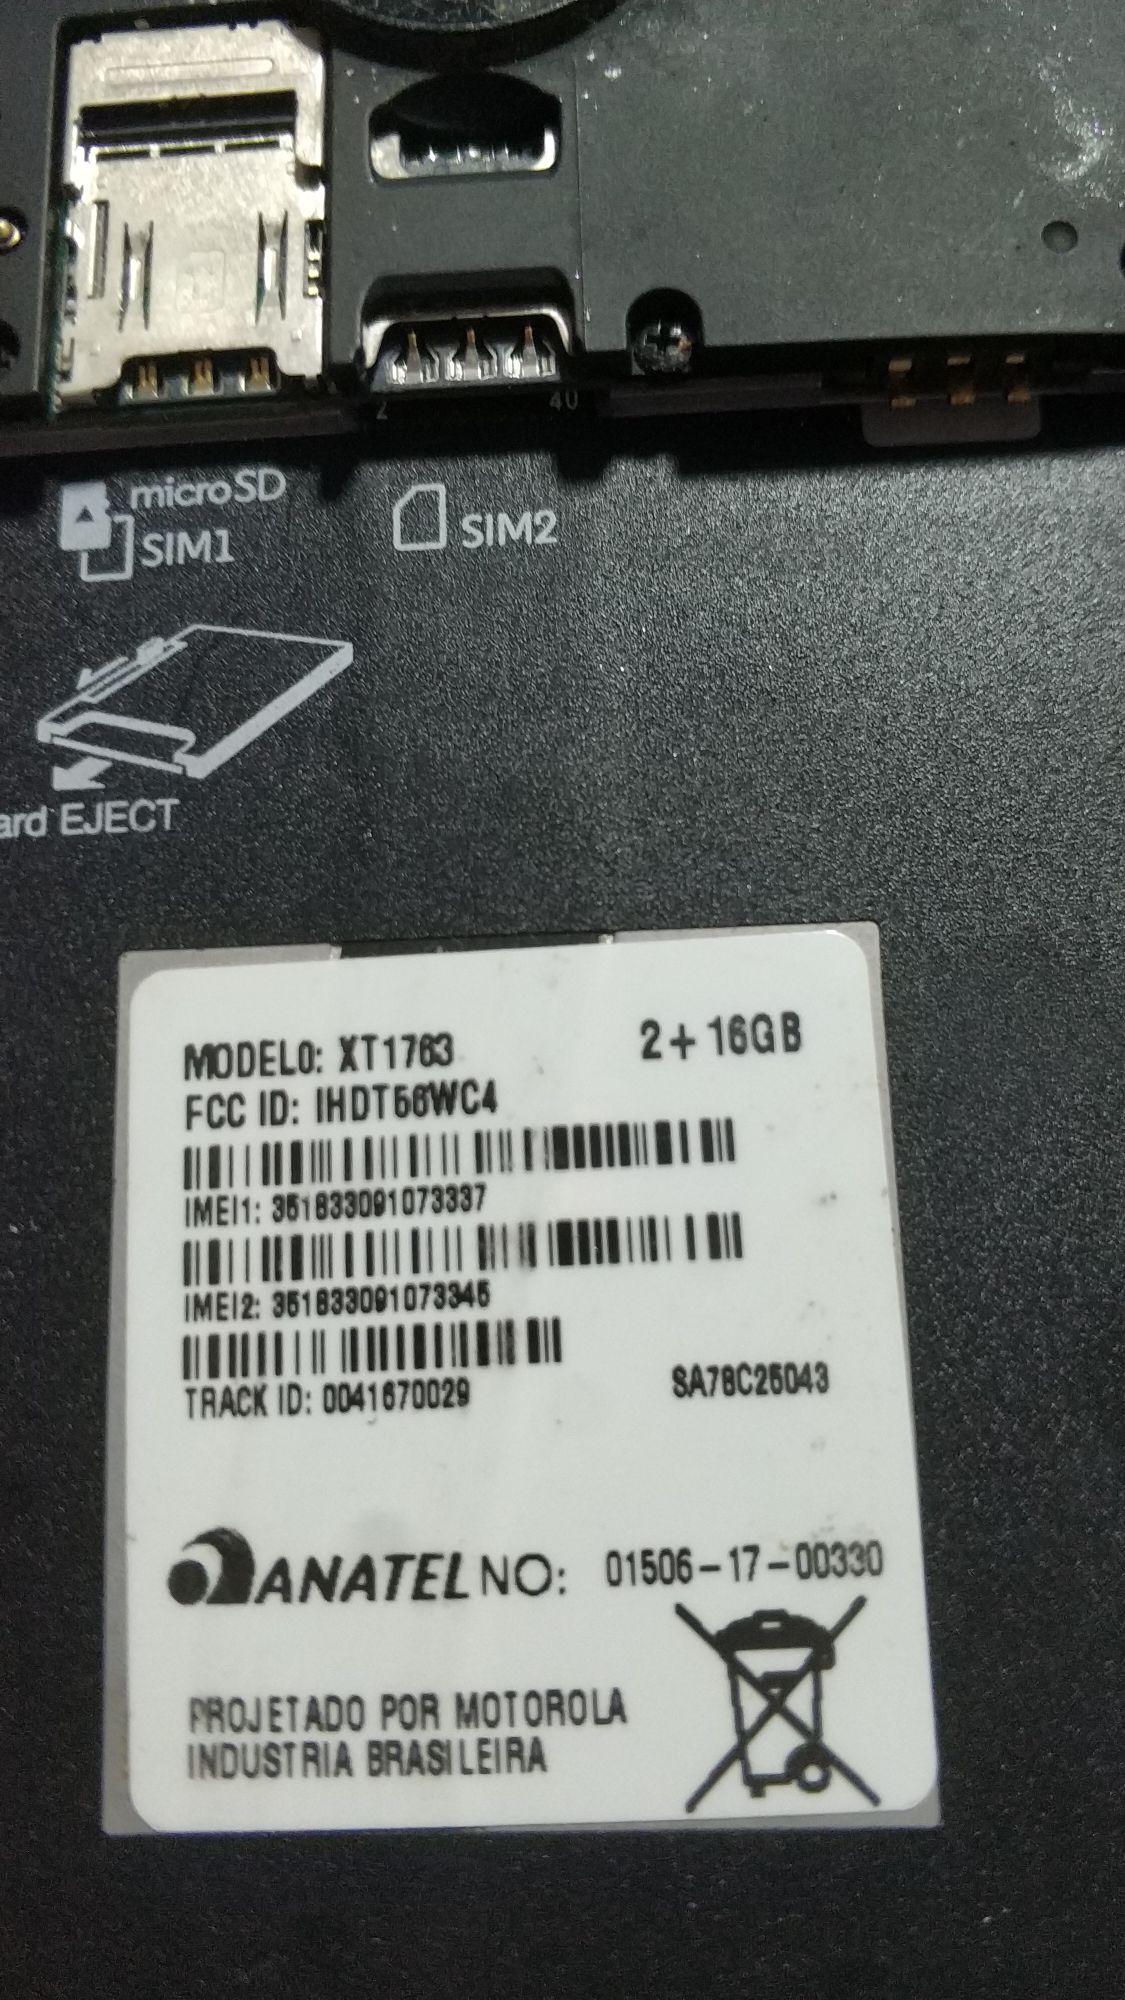 2 40
microSD
SIM1
SIM2
ard EJECT
MODELO: XT1763 2+16GB
FCC ID: IHDT56WC4
IMEI1: 351833091073337
IMEI2: 351833091073345
TRACK ID: 0041670029 SA78C25043
ANATEL NO: 01506-17-00330
PROJETADO POR MOTOROLA
INDUSTRIA BRASILEIRA